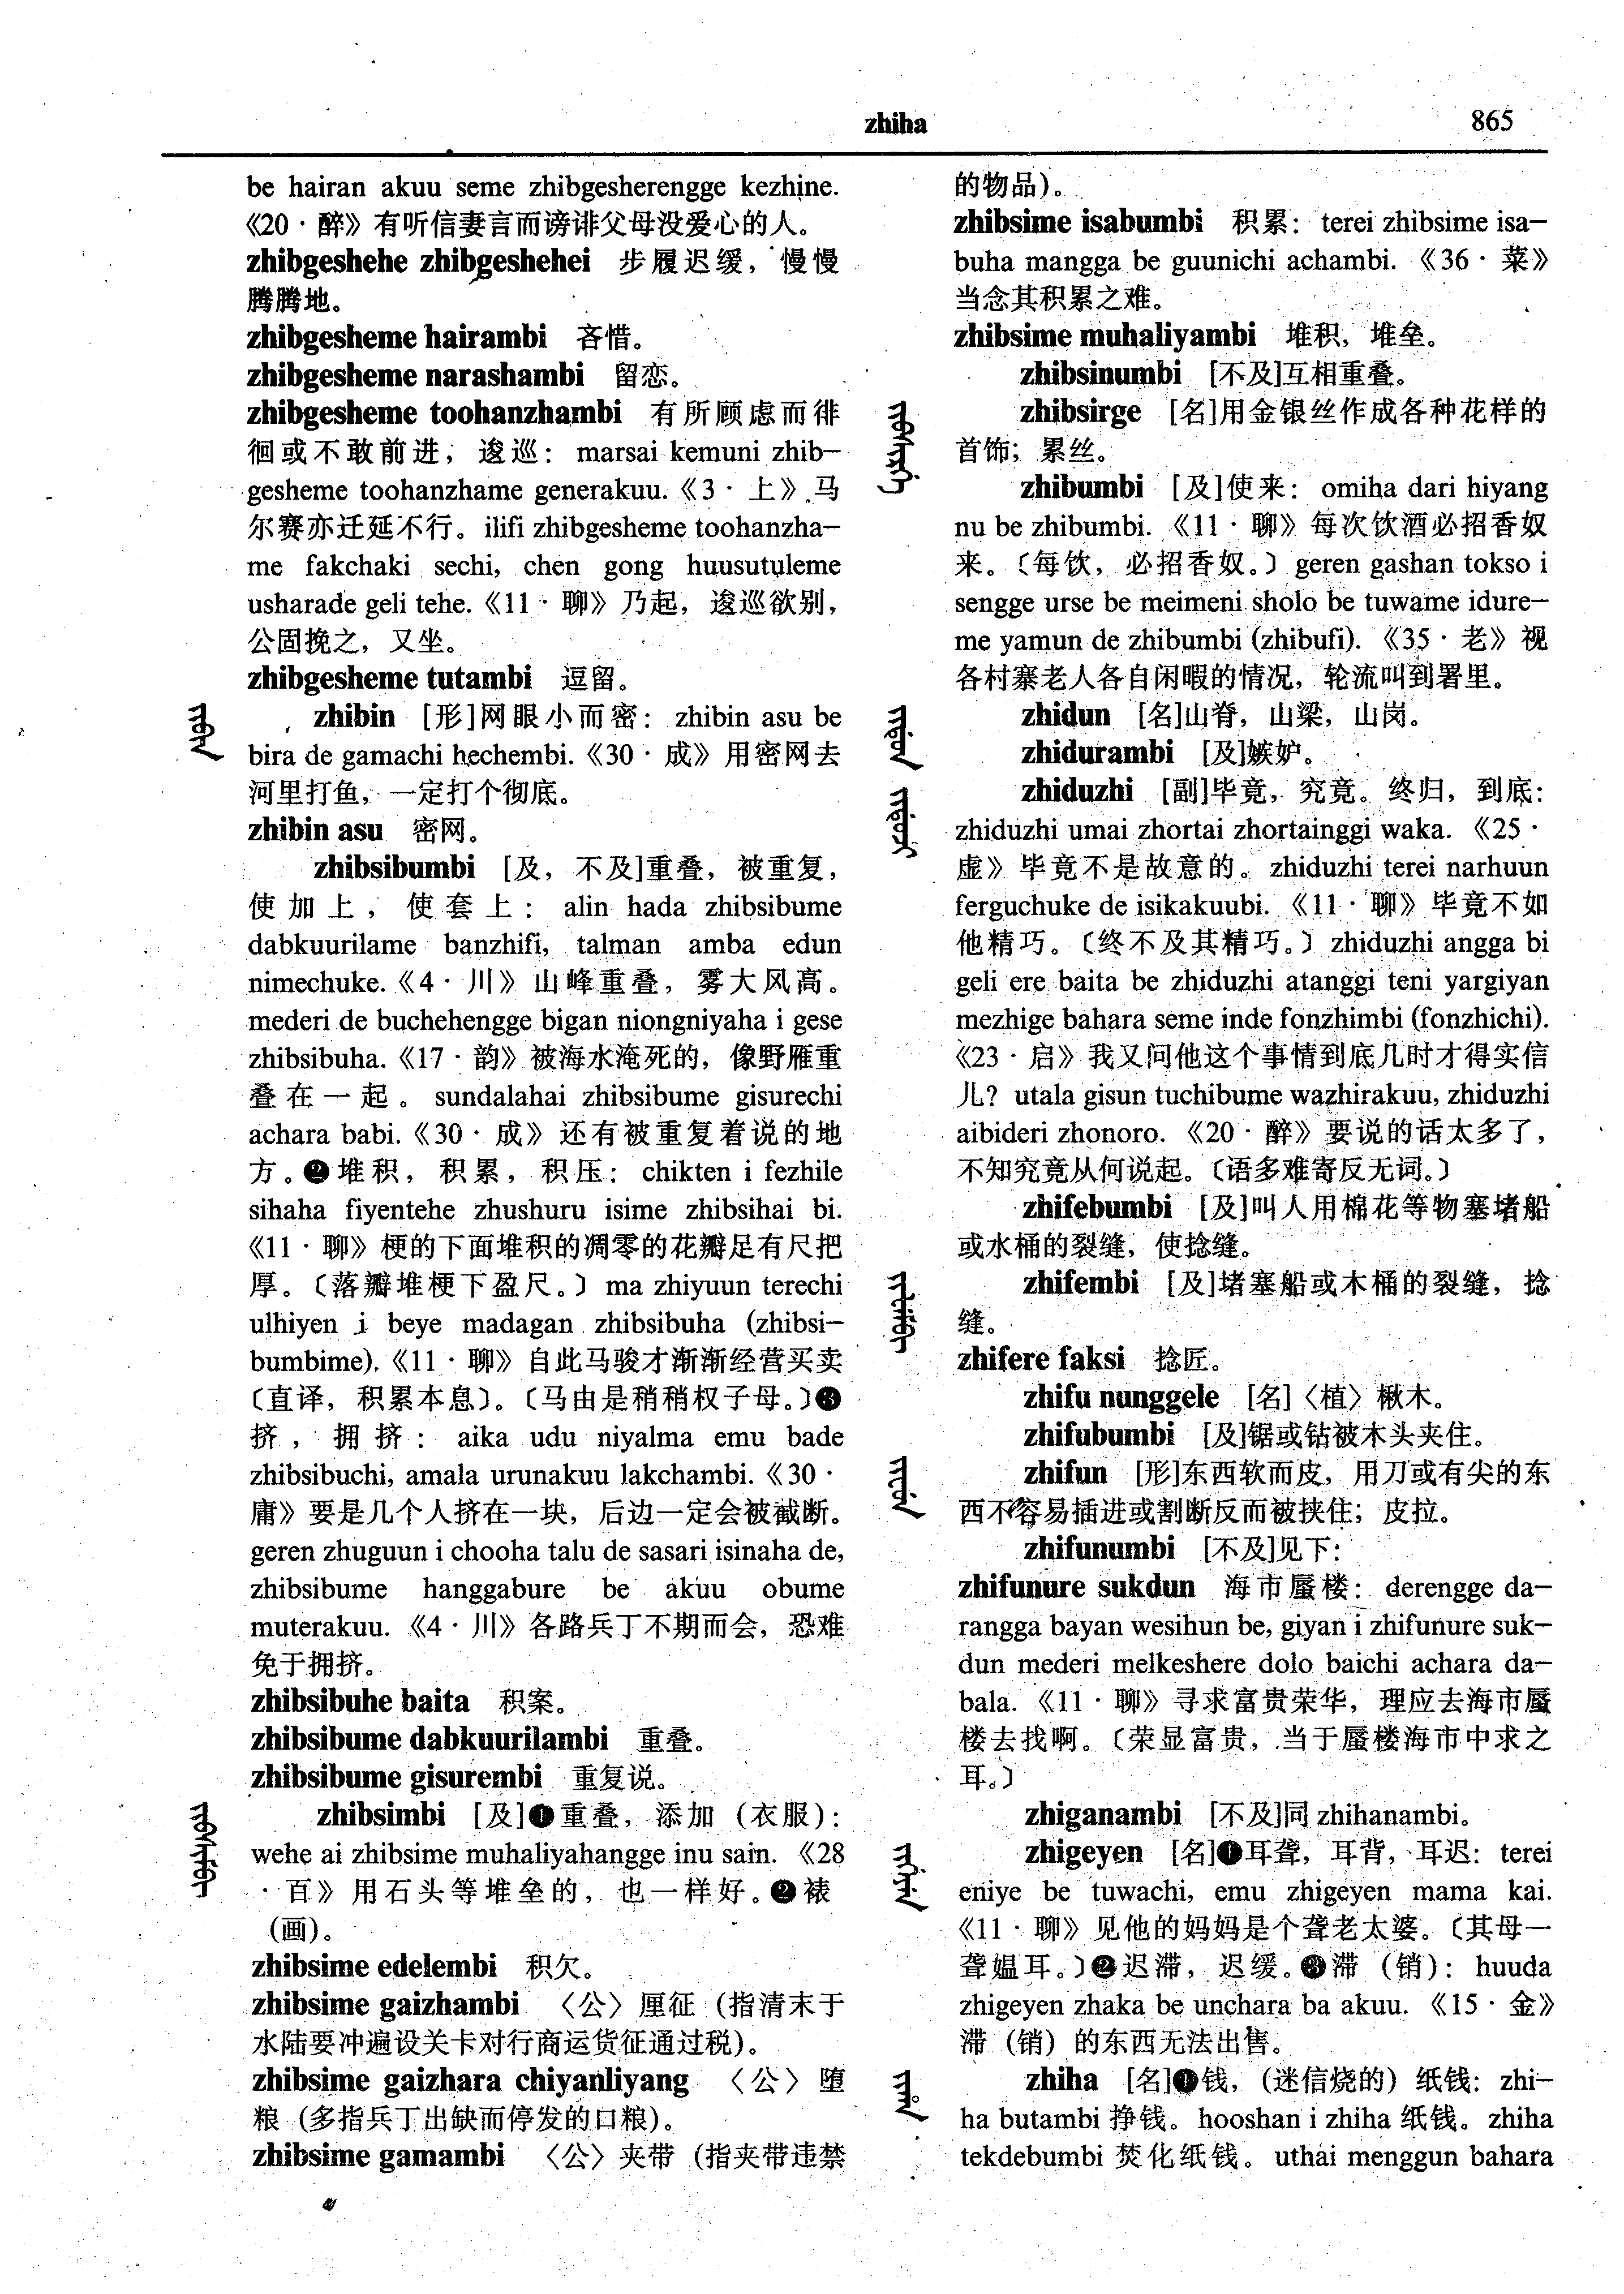 zhiha
865
be hairan akuu seme zhibgesherengge kezhine.
《20·醉》有听信妻言而谤诽父母没爱心的人。
zhibgeshehe zhibgeshehei 步履迟缓，慢慢
腾腾地。
zhibgesheme hairambi 吝惜。
zhibgesheme narashambi 留恋。
zhibgesheme toohanzhambi 有所顾虑而徘
徊或不敢前进；逡巡：marsai kemuni zhib-
gesheme toohanzhame generakuu.《3·上》马
尔赛亦迁延不行。ilifi zhibgesheme toohanzha-
me fakchaki sechi, chen gong huusutuleme
usharade geli tehe.《11·聊》乃起，逡巡欲别，
公固挽之，又坐。
zhibgesheme tutambi 逗留。
zhibin [形]网眼小而密：zhibin asu be
bira de gamachi hechembi.《30·成》用密网去
河里打鱼，一定打个彻底。
zhibin asu 密网。
zhibsibumbi [及，不及]重叠，被重复，
使加上，使套上：alin hada zhibsibume
dabkuurilame banzhifi, talman amba edun
nimechuke.《4·川》山峰重叠，雾大风高。
mederi de buchehengge bigan niongniyaha i gese
zhibsibuha.《17·韵》被海水淹死的，像野雁重
叠在一起。sundalahai zhibsibume gisurechi
achara babi.《30·成》还有被重复着说的地
方。❷堆积，积累，积压：chikten i fezhile
sihaha fiyentehe zhushuru isime zhibsihai bi.
《11·聊》梗的下面堆积的凋零的花瓣足有尺把
厚。〔落瓣堆梗下盈尺。〕ma zhiyuun terechi
ulhiyen i beye madagan zhibsibuha (zhibsi-
bumbime).《11·聊》自此马骏才渐渐经营买卖
〔直译，积累本息〕。〔马由是稍稍权子母。〕❸
挤，拥挤：aika udu niyalma emu bade
zhibsibuchi, amala urunakuu lakchambi.《30·
庸》要是几个人挤在一块，后边一定会被截断。
geren zhuguun i chooha talu de sasari isinaha de,
zhibsibume hanggabure be akuu obume
muterakuu.《4·川》各路兵丁不期而会，恐难
免于拥挤。
zhibsibuhe baita 积案。
zhibsibume dabkuurilambi 重叠。
zhibsibume gisurembi 重复说。
zhibsimbi [及]❶重叠，添加（衣服）：
wehe ai zhibsime muhaliyahangge inu sain.《28
·百》用石头等堆垒的，也一样好。❷裱
（画）。
zhibsime edelembi 积欠。
zhibsime gaizhambi 〈公〉厘征（指清末于
水陆要冲遍设关卡对行商运货征通过税）。
zhibsime gaizhara chiyanliyang 〈公〉堕
粮（多指兵丁出缺而停发的口粮）。
zhibsime gamambi 〈公〉夹带（指夹带违禁
的物品）。
zhibsime isabumbi 积累：terei zhibsime isa-
buha mangga be guunichi achambi.《36·菜》
当念其积累之难。
zhibsime muhaliyambi 堆积，堆垒。
zhibsinumbi [不及]互相重叠。
zhibsirge [名]用金银丝作成各种花样的
首饰；累丝。
zhibumbi [及]使来：omiha dari hiyang
nu be zhibumbi.《11·聊》每次饮酒必招香奴
来。〔每饮，必招香奴。〕geren gashan tokso i
sengge urse be meimeni sholo be tuwame idure-
me yamun de zhibumbi (zhibufi).《35·老》视
各村寨老人各自闲暇的情况，轮流叫到署里。
zhidun [名]山脊，山梁，山岗。
zhidurambi [及]嫉妒。
zhiduzhi [副]毕竟，究竟。终归，到底：
zhiduzhi umai zhortai zhortainggi waka.《25·
虚》毕竟不是故意的。zhiduzhi terei narhuun
ferguchuke de isikakuubi.《11·聊》毕竟不如
他精巧。〔终不及其精巧。〕zhiduzhi angga bi
geli ere baita be zhiduzhi atanggi teni yargiyan
mezhige bahara seme inde fonzhimbi (fonzhichi).
《23·启》我又问他这个事情到底几时才得实信
儿？utala gisun tuchibume wazhirakuu, zhiduzhi
aibideri zhonoro.《20·醉》要说的话太多了，
不知究竟从何说起。〔语多难寄反无词。〕
zhifebumbi [及]叫人用棉花等物塞堵船
或水桶的裂缝，使捻缝。
zhifembi [及]堵塞船或木桶的裂缝，捻
缝。
zhifere faksi 捻匠。
zhifu nunggele [名]〈植〉楸木。
zhifubumbi [及]锯或钻被木头夹住。
zhifun [形]东西软而皮，用刀或有尖的东
西不容易插进或割断反而被挟住；皮拉。
zhifunumbi [不及]见下：
zhifunure sukdun 海市蜃楼：derengge da-
rangga bayan wesihun be, giyan i zhifunure suk-
dun mederi melkeshere dolo baichi achara da-
bala.《11·聊》寻求富贵荣华，理应去海市蜃
楼去找啊。〔荣显富贵，当于蜃楼海市中求之
耳。〕
zhiganambi [不及]同 zhihanambi。
zhigeyen [名]❶耳聋，耳背，耳迟：terei
eniye be tuwachi, emu zhigeyen mama kai.
《11·聊》见他的妈妈是个聋老太婆。〔其母一
聋媪耳。〕❷迟滞，迟缓。❸滞（销）：huuda
zhigeyen zhaka be unchara ba akuu.《15·金》
滞（销）的东西无法出售。
zhiha [名]❶钱，（迷信烧的）纸钱：zhi-
ha butambi 挣钱。hooshan i zhiha 纸钱。zhiha
tekdebumbi 焚化纸钱。uthai menggun bahara